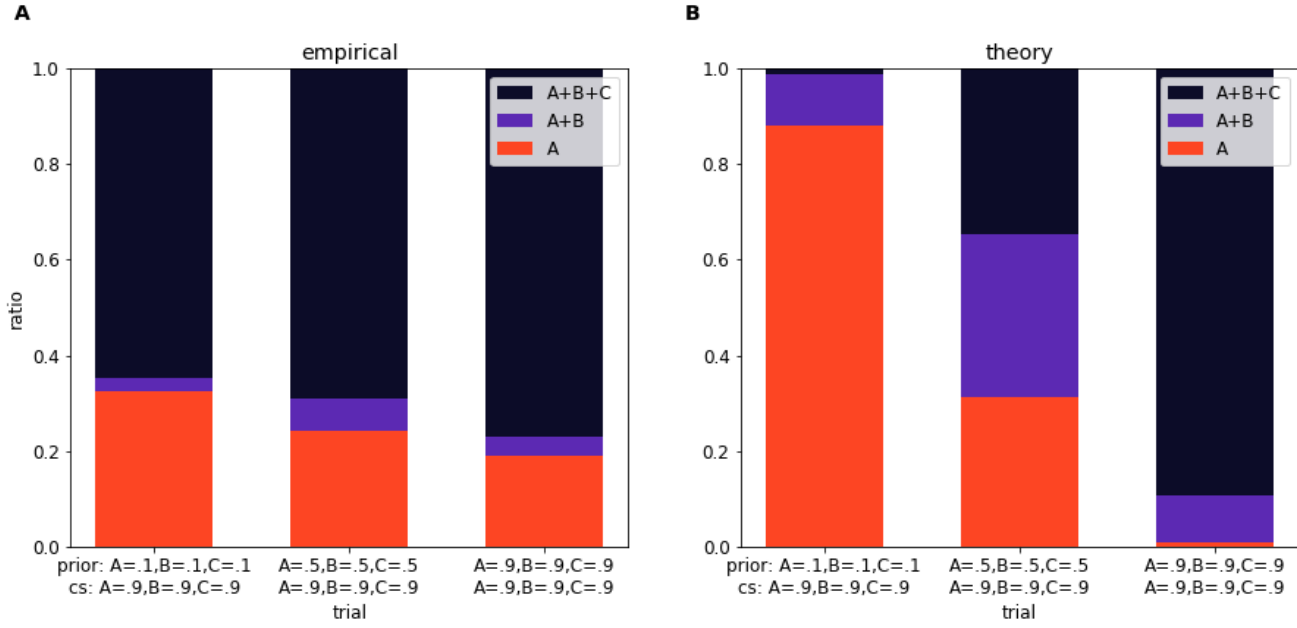 A
empirical
1.0
0.8
0.6
0.4
0.2
0.0
ratio
A+B+C
A+B
A
prior: A=.1,B=.1,C=.1
cs: A=.9,B=.9,C=.9
A=.5,B=.5,C=.5
A=.9,B=.9,C=.9
A=.9,B=.9,C=.9
A=.9,B=.9,C=.9
trial
B
theory
1.0
0.8
0.6
0.4
0.2
0.0
A+B+C
A+B
A
prior: A=.1,B=.1,C=.1
cs: A=.9,B=.9,C=.9
A=.5,B=.5,C=.5
A=.9,B=.9,C=.9
A=.9,B=.9,C=.9
A=.9,B=.9,C=.9
trial